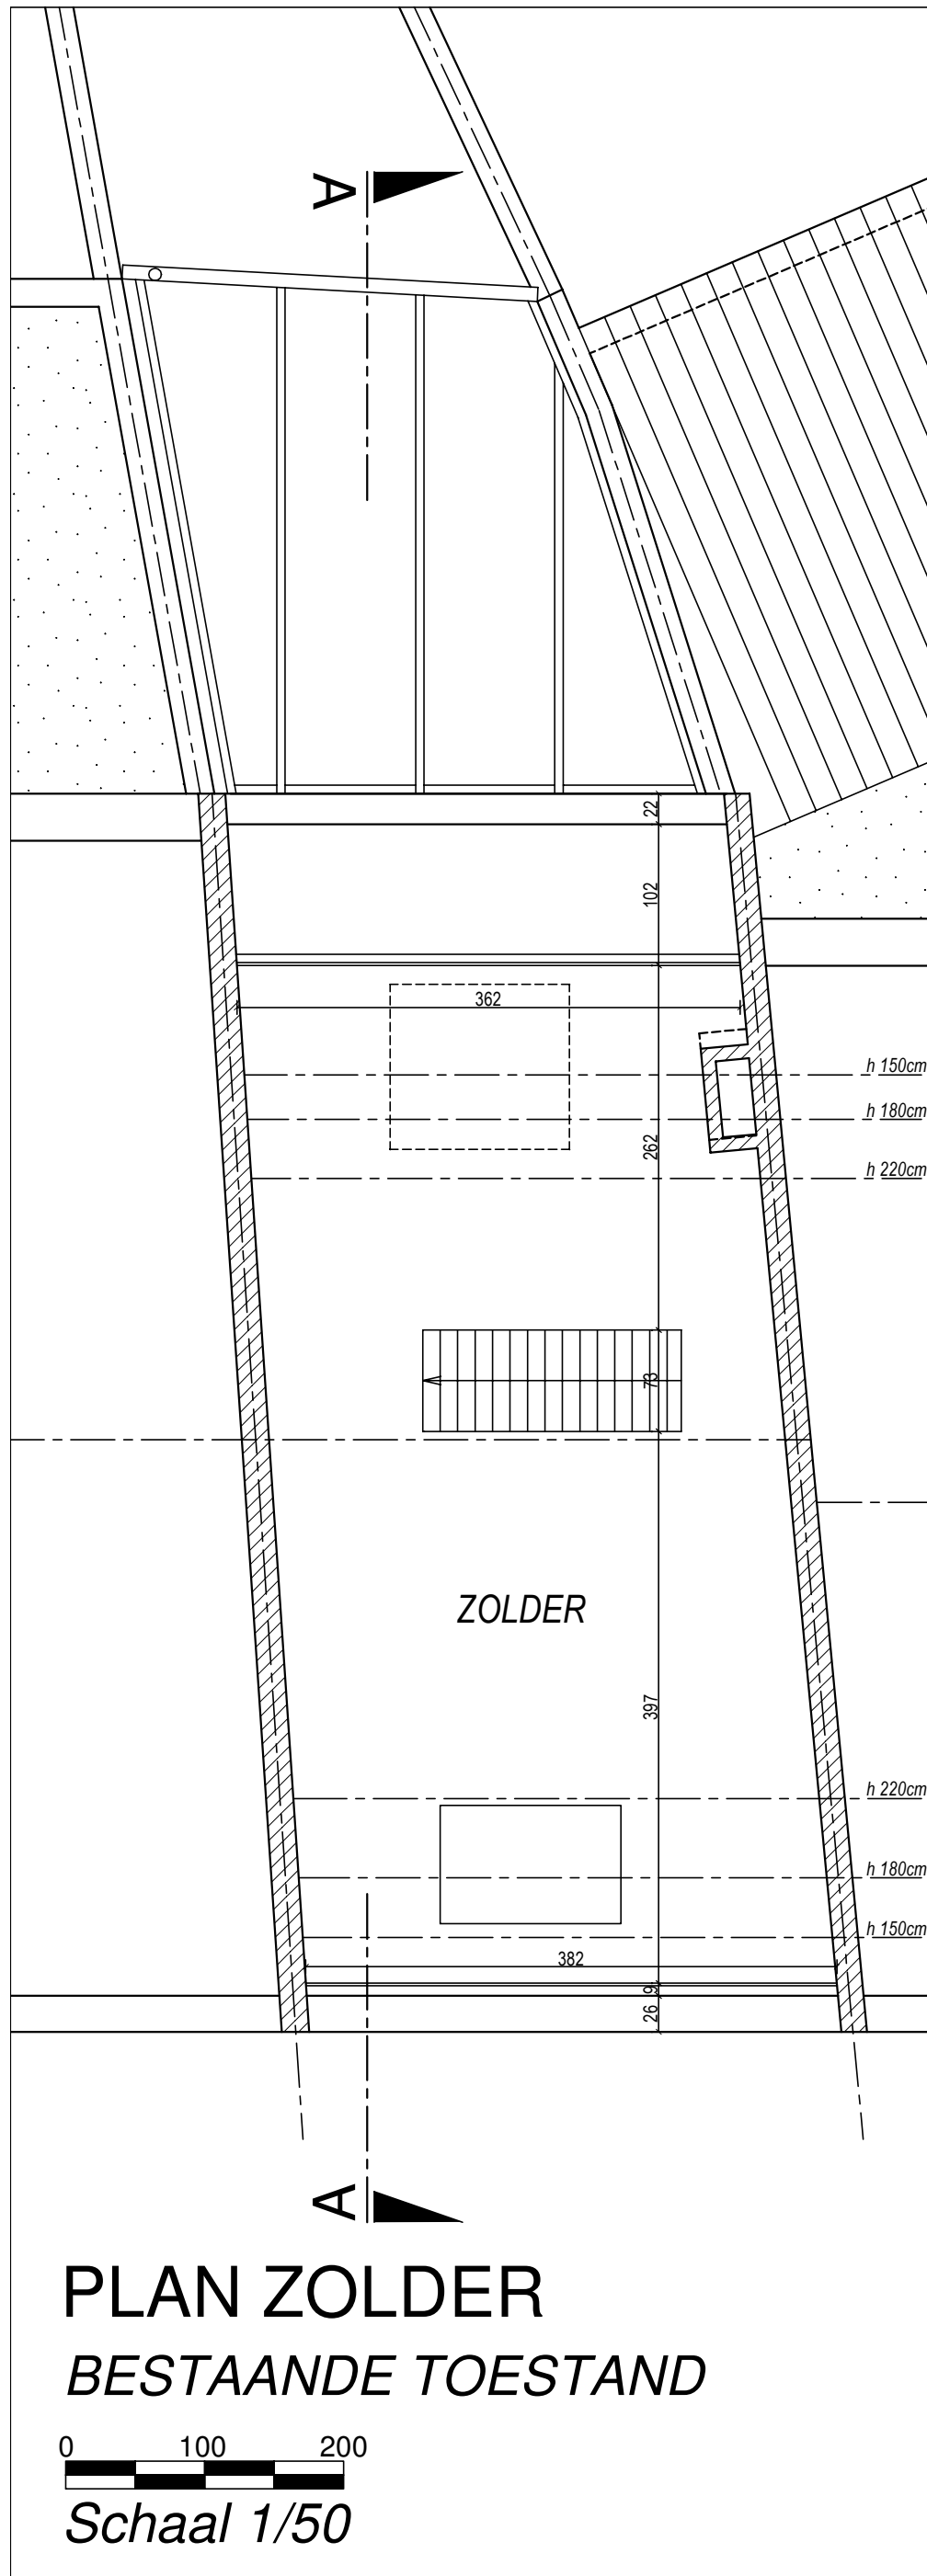 A
22
102
362
h 150cm
h 180cm
262
h 220cm
73
ZOLDER
397
h 220cm
h 180cm
h 150cm
382
9
26
A
PLAN ZOLDER
BESTAANDE TOESTAND
0 100 200
Schaal 1/50